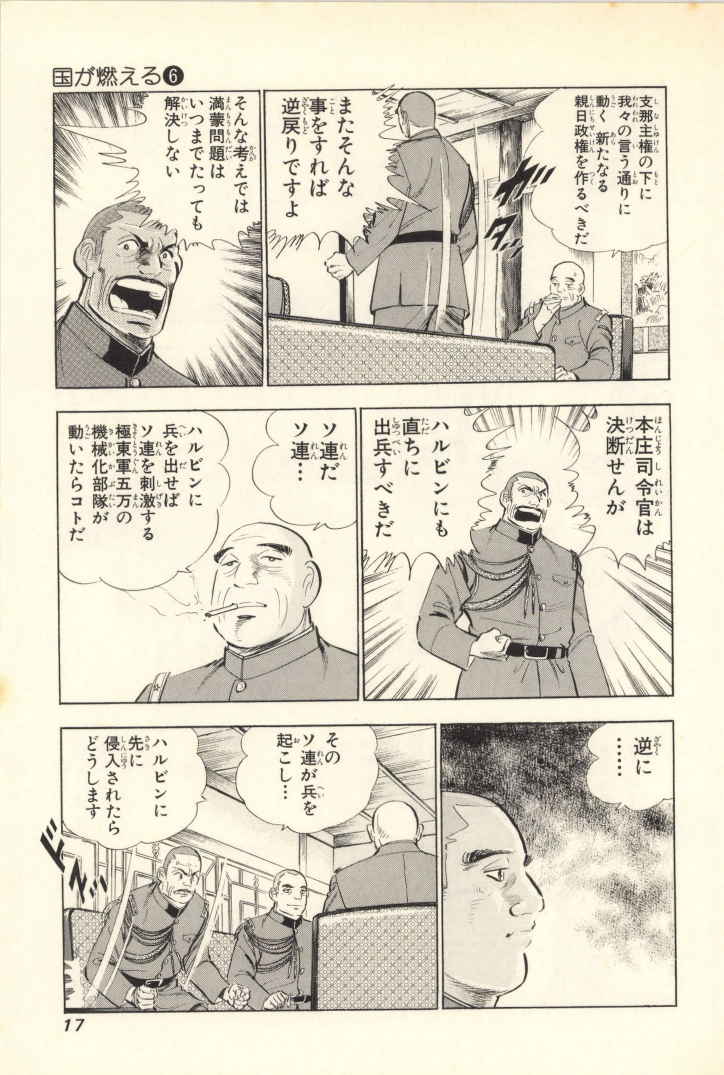 国が燃える6
支那主権の下に
我々の言う通りに
動く新たなる
親日政権を作るべきだ
ガタッ
またそんな
事をすれば
逆戻りですよ
そんな考えでは
満蒙問題は
いつまでたっても
解決しない
本庄司令官は
決断せんが
ハルビンにも
直ちに
出兵すべきだ
ソ連だ
ソ連…
ハルビンに
兵を出せば
ソ連を刺激する
極東軍五万の
機械化部隊が
動いたらコトだ
逆に
……
その
ソ連が兵を
起こし…
ハルビンに
先に
侵入されたら
どうします
17